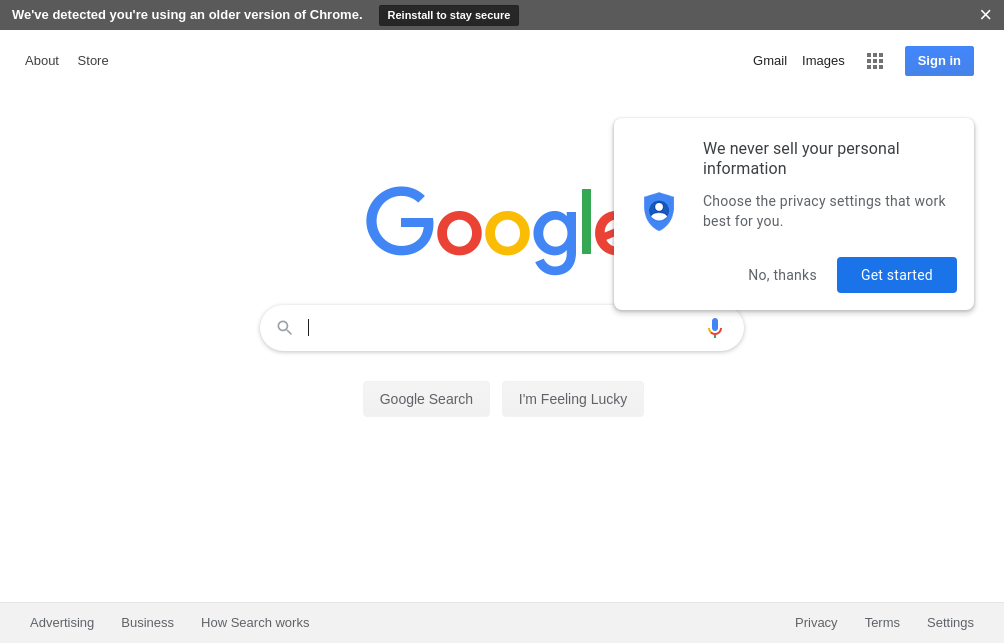 We've detected you're using an older version of Chrome. Reinstall to stay secure
About Store Gmail Images Sign in
We never sell your personal
information
Choose the privacy settings that work
best for you.
No, thanks Get started
Google
Google Search I'm Feeling Lucky
Advertising Business How Search works Privacy Terms Settings